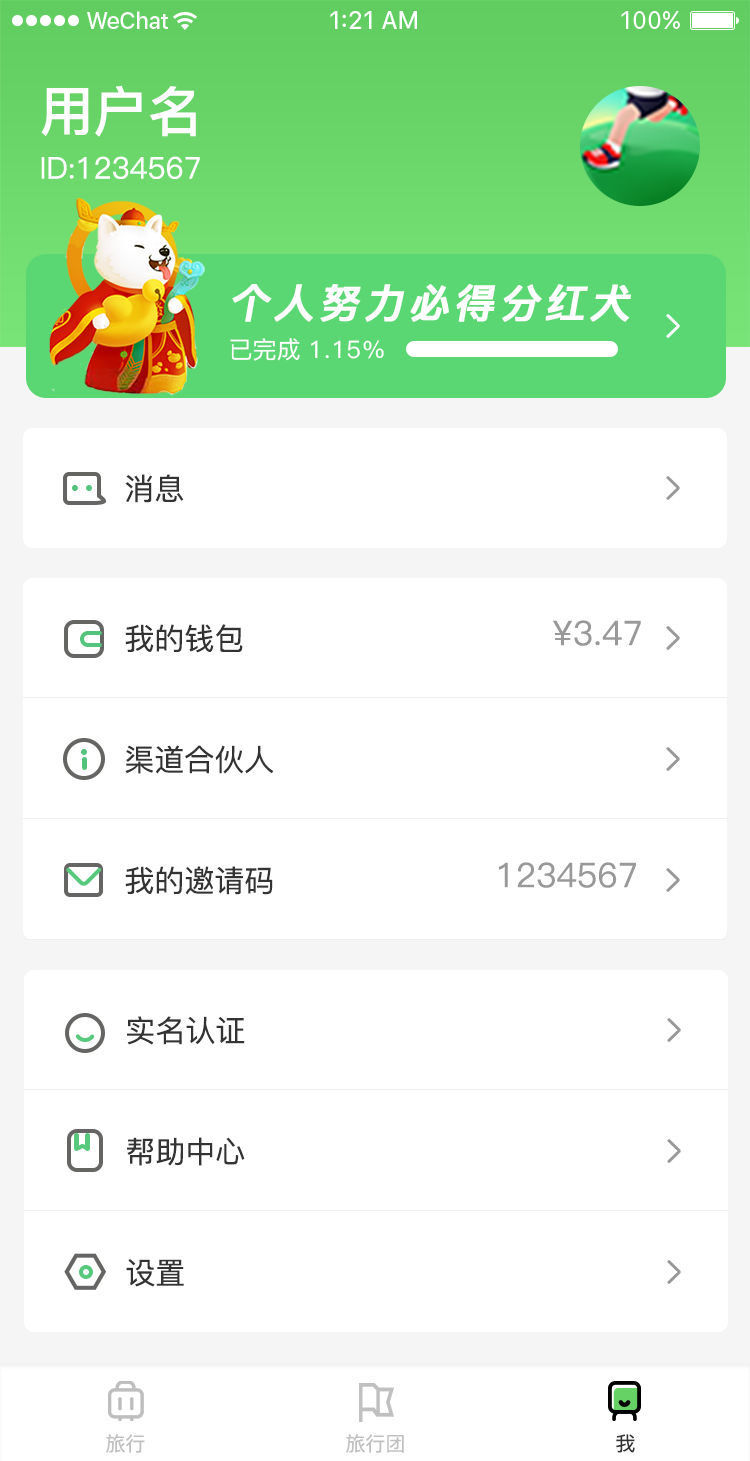 WeChat 1:21 AM 100%
用户名
ID:1234567
个人努力必得分红犬
已完成 1.15%
消息
我的钱包 ¥3.47
渠道合伙人
我的邀请码 1234567
实名认证
帮助中心
设置
旅行 旅行团 我